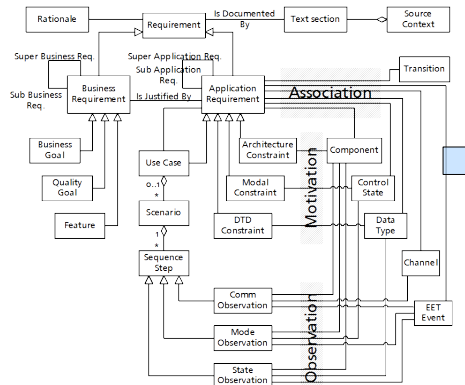 Rationale
Requirement
Is Documented
By
Text section
Source
Context
Super Business Req.
Super Application Req.
Sub Application
Req.
Transition
Sub Business
Req.
Business
Requirement
Is Justified By
Application
Requirement
Association
Business
Goal
Use Case
Architecture
Constraint
Component
Motivation
Quality
Goal
0..1
*
Modal
Constraint
Control
State
Feature
Scenario
DTD
Constraint
Data
Type
1
*
Sequence
Step
Channel
Comm
Observation
EET
Event
Mode
Observation
Observation
State
Observation